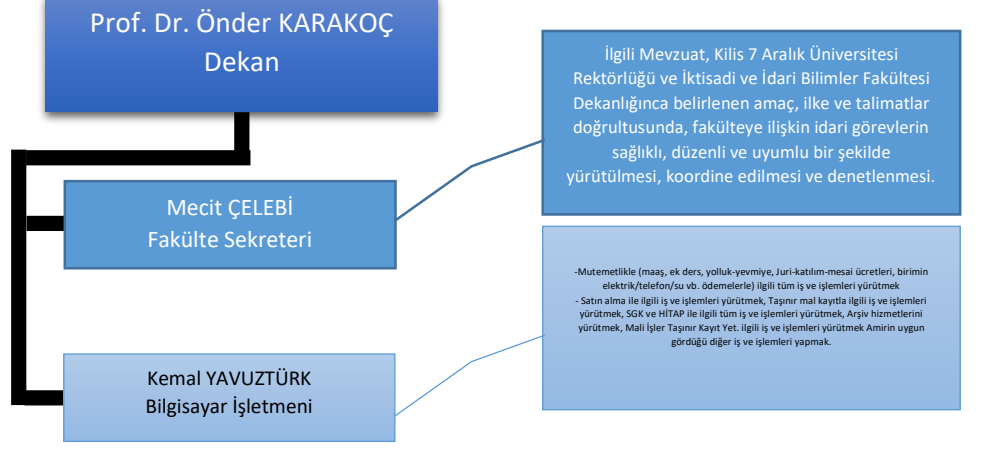 Prof. Dr. Önder KARAKOÇ
Dekan
İlgili Mevzuat, Kilis 7 Aralık Üniversitesi
Rektörlüğü ve İktisadi ve İdari Bilimler Fakültesi
Dekanlığınca belirlenen amaç, ilke ve talimatlar
doğrultusunda, fakülteye ilişkin idari görevlerin
sağlıklı, düzenli ve uyumlu bir şekilde
yürütülmesi, koordine edilmesi ve denetlenmesi.
Mecit ÇELEBİ
Fakülte Sekreteri
-Mutemetlikle (maaş, ek ders, yolluk-yevmiye, Juri-katılım-mesai ücretleri, birimin
elektrik/telefon/su vb. ödemelerle) ilgili tüm iş ve işlemleri yürütmek
- Satın alma ile ilgili iş ve işlemleri yürütmek, Taşınır mal kayıtla ilgili iş ve işlemleri
yürütmek, SGK ve HİTAP ile ilgili tüm iş ve işlemleri yürütmek, Arşiv hizmetlerini
yürütmek, Mali İşler Taşınır Kayıt Yet. ilgili iş ve işlemleri yürütmek Amirin uygun
gördüğü diğer iş ve işlemleri yapmak.
Kemal YAVUZTÜRK
Bilgisayar İşletmeni